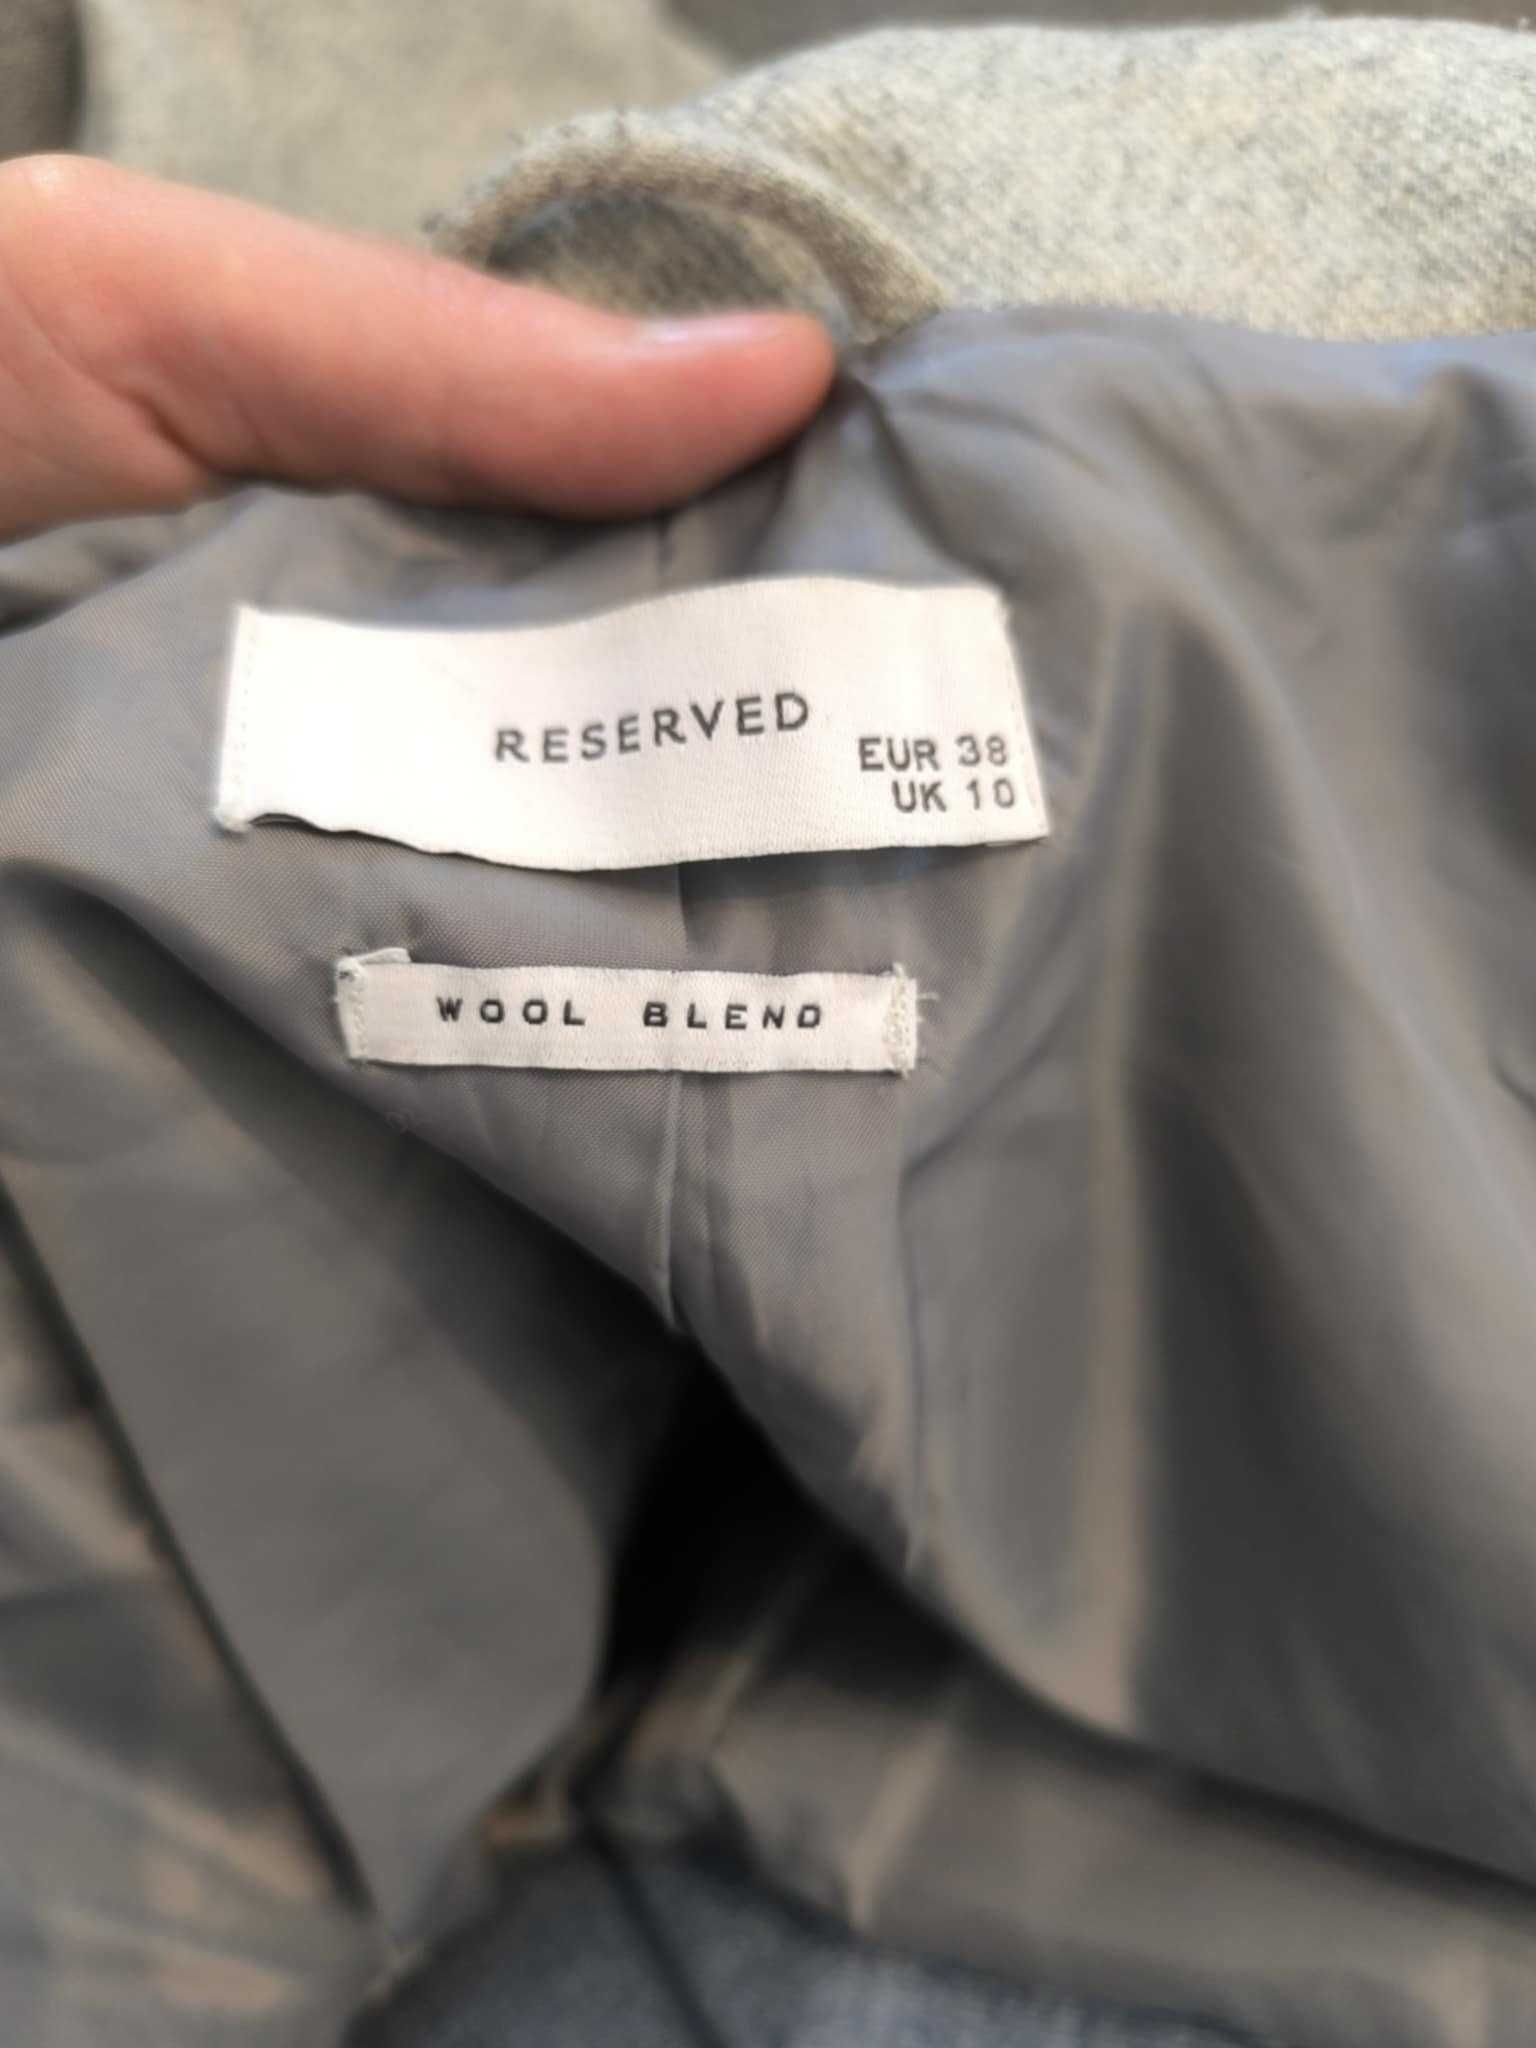 RESERVED
EUR 38
UK 10
WOOL BLEND